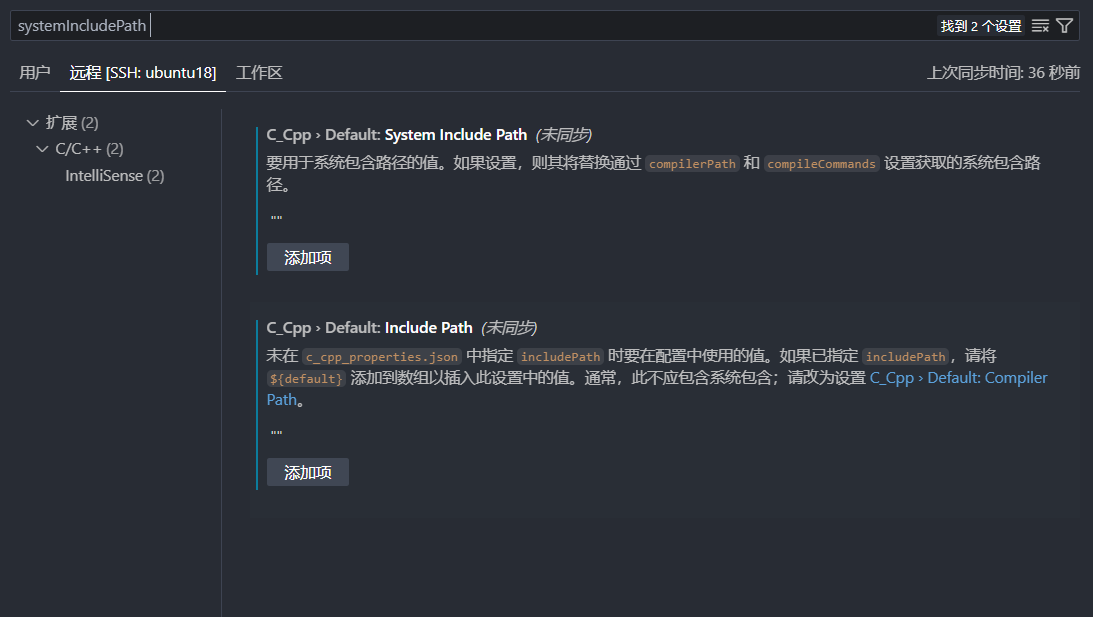 systemIncludePath
找到 2 个设置
用户 远程 [SSH: ubuntu18] 工作区
上次同步时间: 36 秒前
扩展 (2)
C/C++ (2)
IntelliSense (2)
C_Cpp › Default: System Include Path (未同步)
要用于系统包含路径的值。如果设置，则其将替换通过 compilerPath 和 compileCommands 设置获取的系统包含路
径。
""
添加项
C_Cpp › Default: Include Path (未同步)
未在 c_cpp_properties.json 中指定 includePath 时要在配置中使用的值。如果已指定 includePath，请将
${default} 添加到数组以插入此设置中的值。通常，此不应包含系统包含；请改为设置 C_Cpp › Default: Compiler
Path。
""
添加项